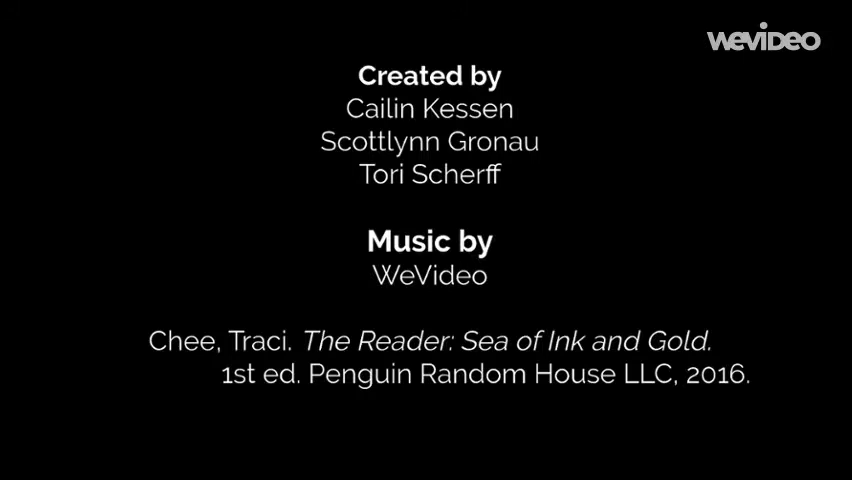 WeVideo
Created by
Cailin Kessen
Scottlynn Gronau
Tori Scherff
Music by
WeVideo
Chee, Traci. The Reader: Sea of Ink and Gold.
1st ed. Penguin Random House LLC, 2016.